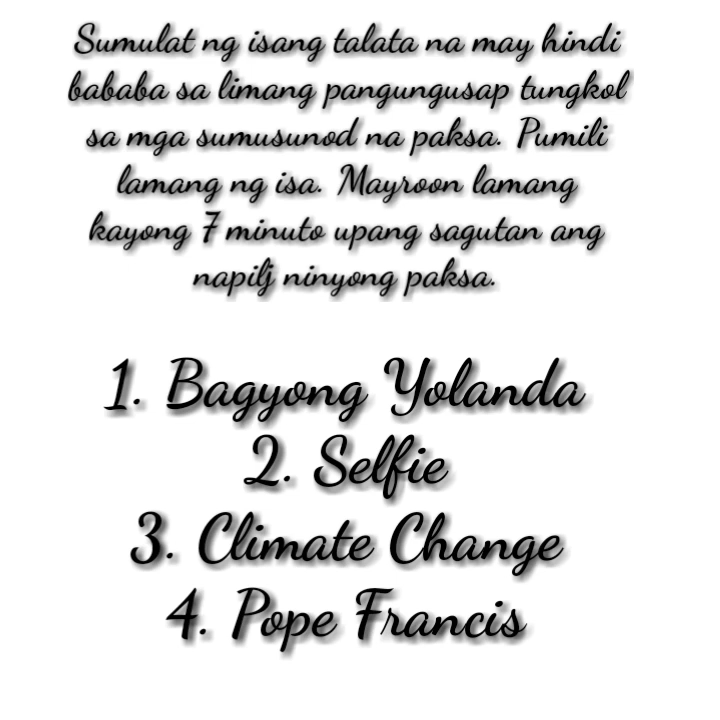 Sumulat ng isang talata na may hindi
bababa sa limang pangungusap tungkol
sa mga sumusunod na paksa. Pumili
lamang ng isa. Mayroon lamang
kayong 7 minuto upang sagutan ang
napilj ninyong paksa.
1. Bagyong Yolanda
2. Selfie
3. Climate Change
4. Pope Francis